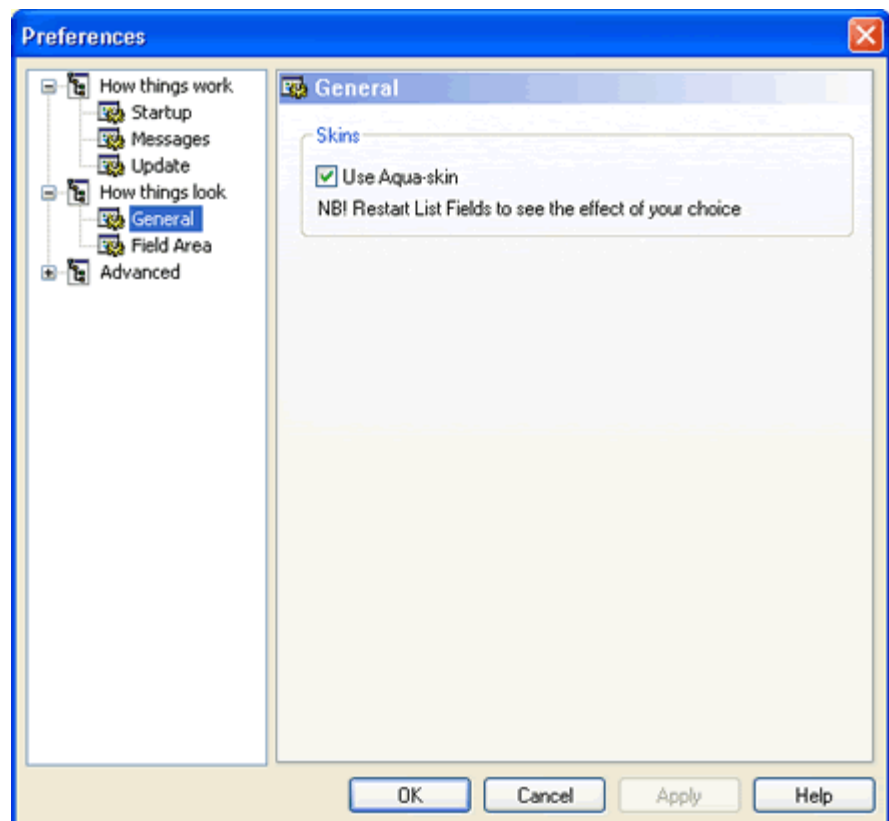 Preferences
How things work
Startup
Messages
Update
How things look
General
Field Area
Advanced
General
Skins
Use Aqua-skin
NB! Restart List Fields to see the effect of your choice
OK
Cancel
Apply
Help